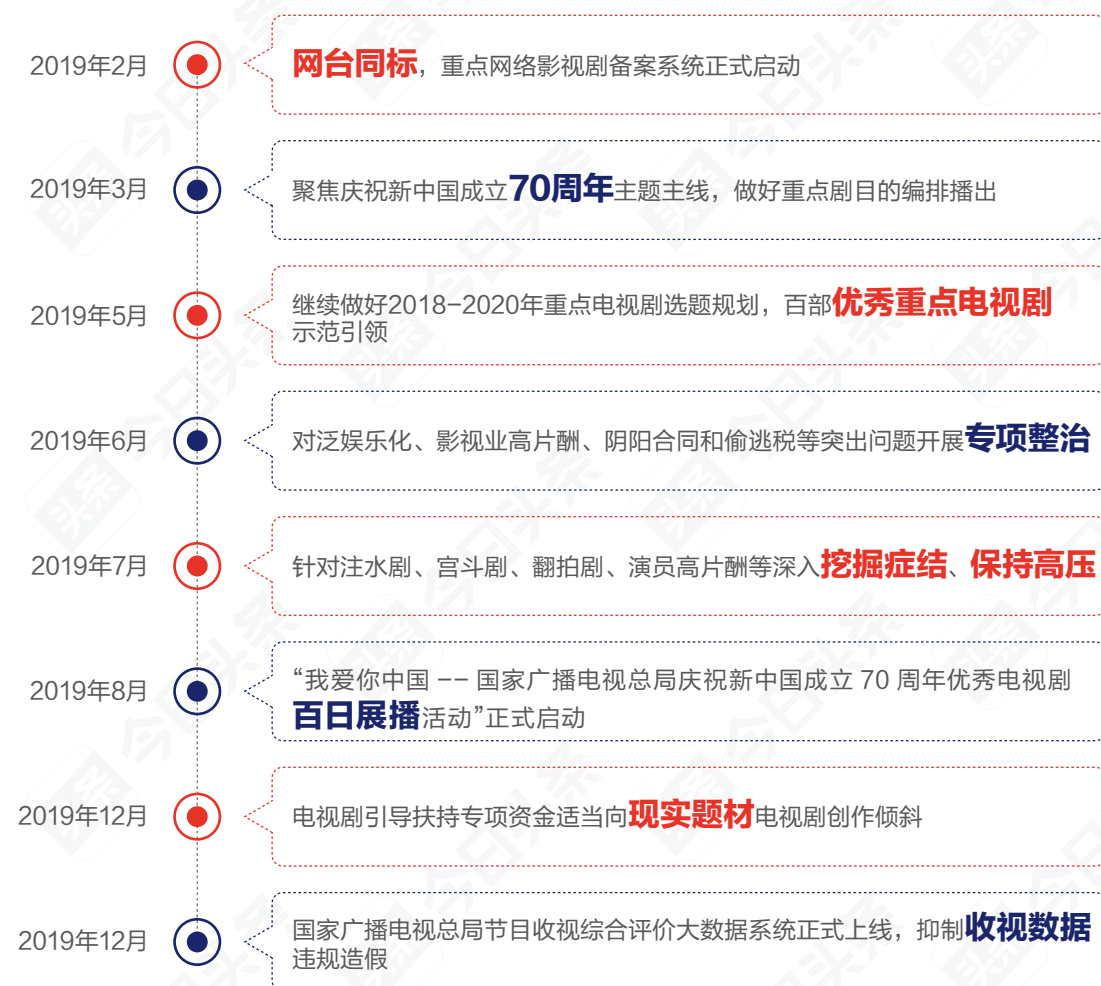 2019年2月
网台同标，重点网络影视剧备案系统正式启动
2019年3月
聚焦庆祝新中国成立70周年主题主线，做好重点剧目的编排播出
2019年5月
继续做好2018-2020年重点电视剧选题规划，百部优秀重点电视剧
示范引领
2019年6月
对泛娱乐化、影视业高片酬、阴阳合同和偷逃税等突出问题开展专项整治
2019年7月
针对注水剧、宫斗剧、翻拍剧、演员高片酬等深入挖掘症结、保持高压
2019年8月
“我爱你中国 -- 国家广播电视总局庆祝新中国成立 70 周年优秀电视剧
百日展播活动”正式启动
2019年12月
电视剧引导扶持专项资金适当向现实题材电视剧创作倾斜
2019年12月
国家广播电视总局节目收视综合评价大数据系统正式上线，抑制收视数据
违规造假